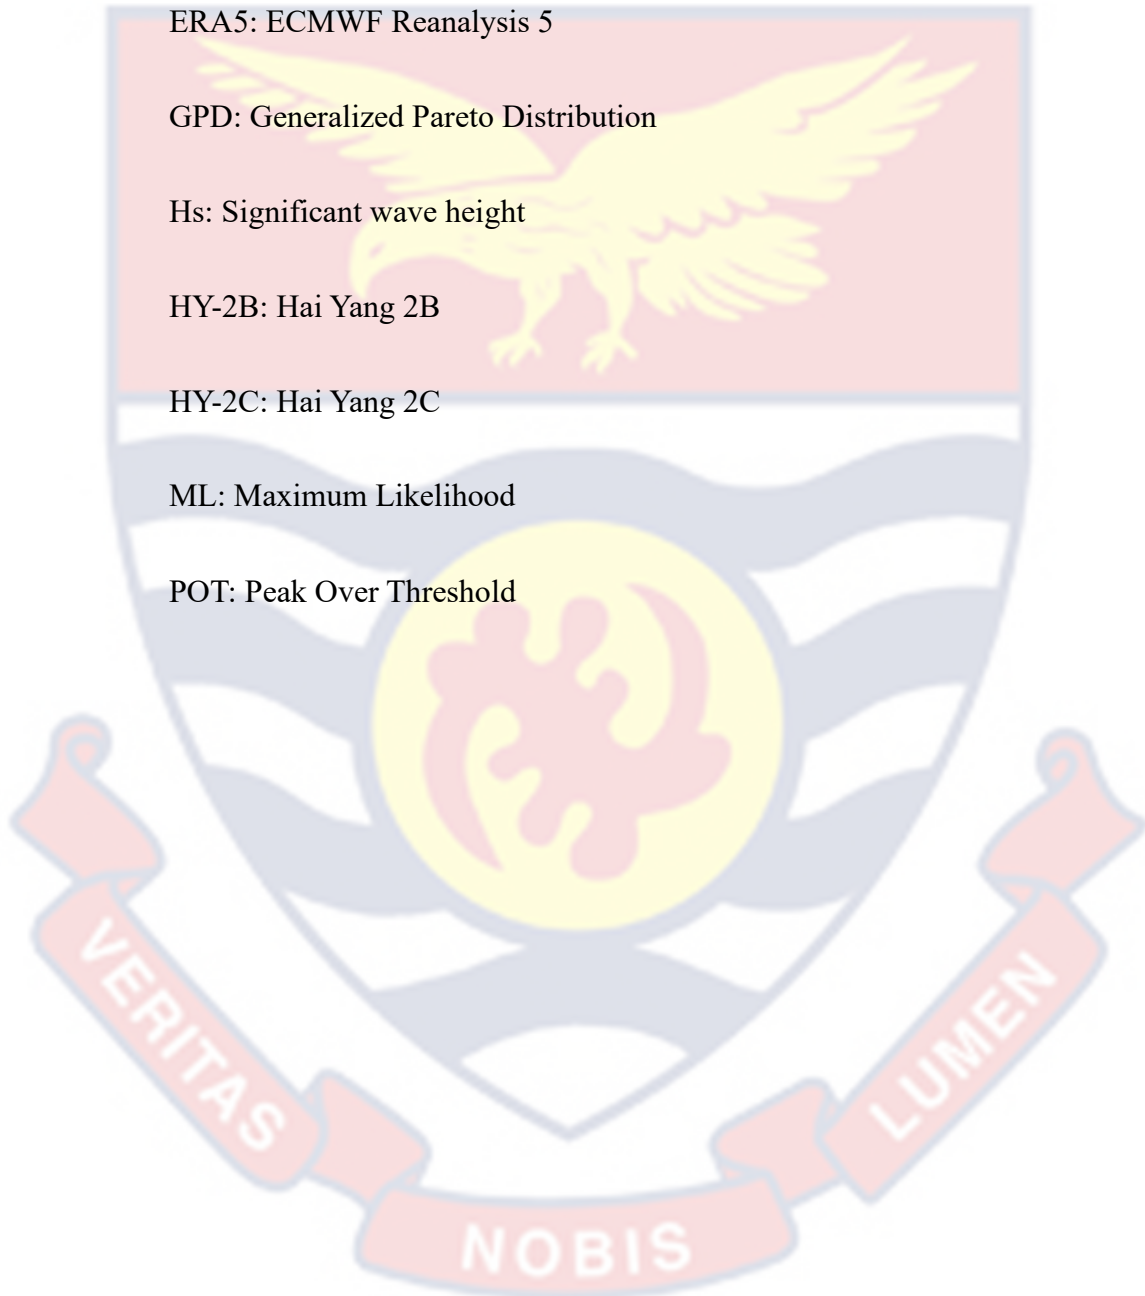 ERA5: ECMWF Reanalysis 5
GPD: Generalized Pareto Distribution
Hs: Significant wave height
HY-2B: Hai Yang 2B
HY-2C: Hai Yang 2C
ML: Maximum Likelihood
POT: Peak Over Threshold
VERITAS
NOBIS
LUMEN